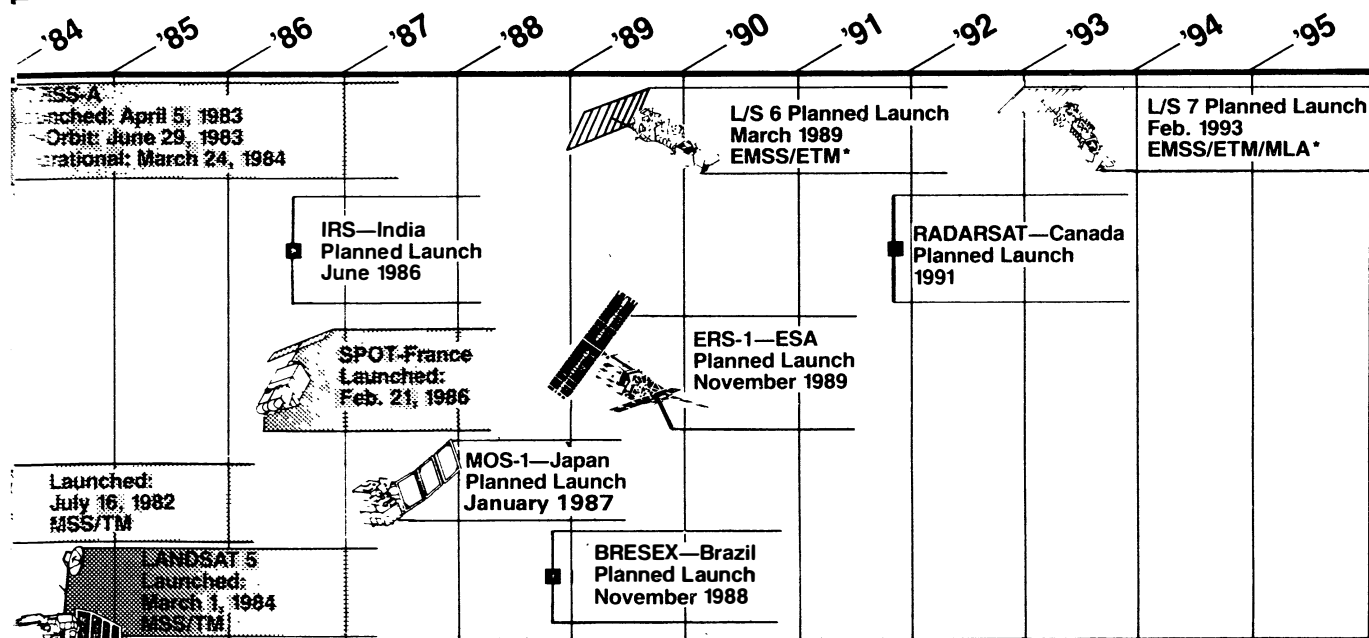 '84 '85 '86 '87 '88 '89 '90 '91 '92 '93 '94 '95
April 5, 1983
Orbit: June 29, 1983
March 24, 1984
L/S 6 Planned Launch
March 1989
EMSS/ETM*
L/S 7 Planned Launch
Feb. 1993
EMSS/ETM/MLA*
IRS—India
Planned Launch
June 1986
RADARSAT—Canada
Planned Launch
1991
SPOT-France
Launched:
Feb. 21, 1986
ERS-1—ESA
Planned Launch
November 1989
MOS-1—Japan
Planned Launch
January 1987
Launched:
July 16, 1982
MSS/TM
BRESEX—Brazil
Planned Launch
November 1988
LANDSAT 5
Launched:
March 1, 1984
MSS/TM